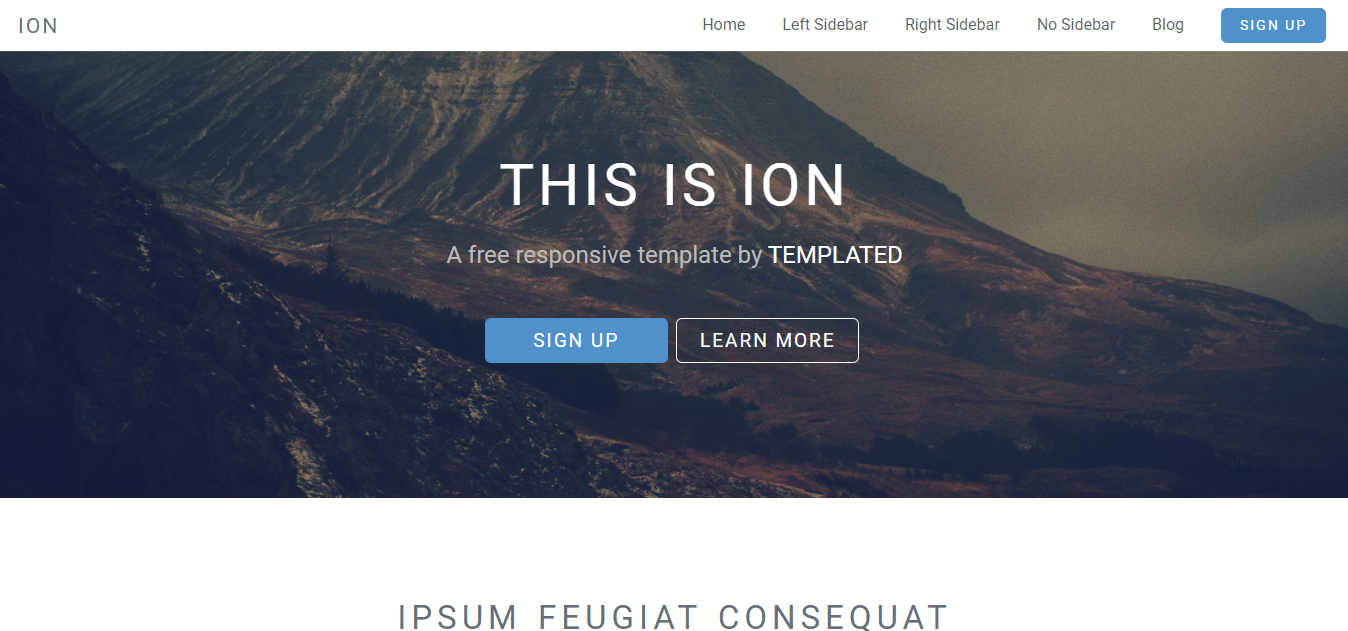 ION
Home Left Sidebar Right Sidebar No Sidebar Blog SIGN UP
THIS IS ION
A free responsive template by TEMPLATED
SIGN UP LEARN MORE
IPSUM FEUGIAT CONSEQUAT